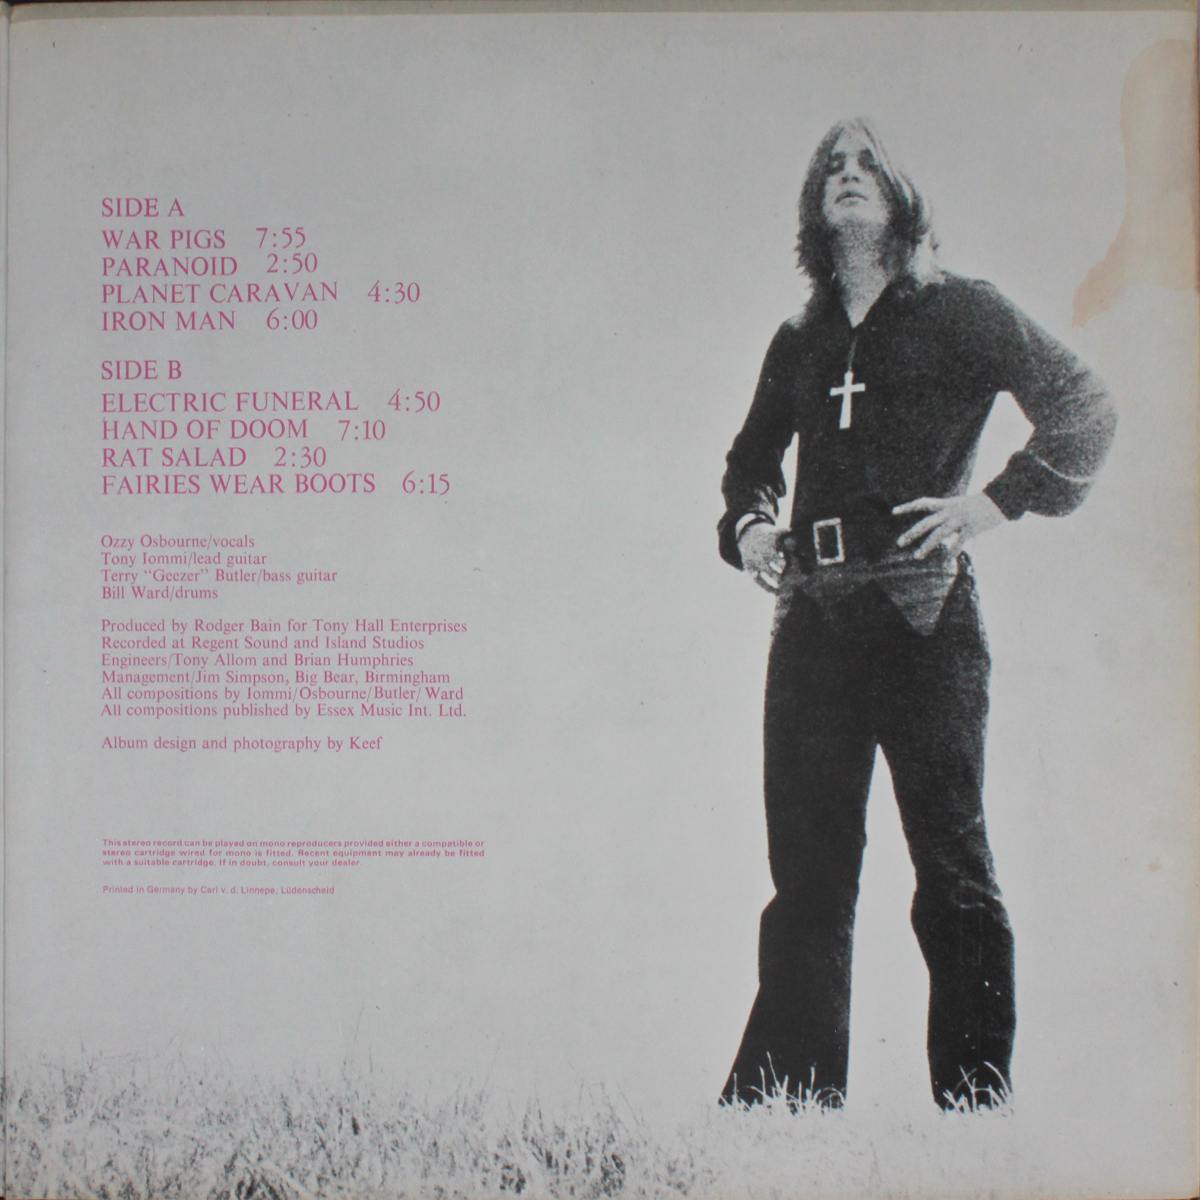 SIDE A
WAR PIGS 7:55
PARANOID 2:50
PLANET CARAVAN 4:30
IRON MAN 6:00
SIDE B
ELECTRIC FUNERAL 4:50
HAND OF DOOM 7:10
RAT SALAD 2:30
FAIRIES WEAR BOOTS 6:15
Ozzy Osbourne/vocals
Tony Iommi/lead guitar
Terry "Geezer" Butler/bass guitar
Bill Ward/drums
Produced by Rodger Bain for Tony Hall Enterprises
Recorded at Regent Sound and Island Studios
Engineers/Tony Allom and Brian Humphries
Management/Jim Simpson, Big Bear, Birmingham
All compositions by Iommi/Osbourne/Butler/Ward
All compositions published by Essex Music Int. Ltd.
Album design and photography by Keef
This stereo record can be played on mono reproducers provided either a compatible or
stereo cartridge wired for mono is fitted. Recent equipment may already be fitted
with a suitable cartridge. If in doubt, consult your dealer.
Printed in Germany by Carl v. d. Linnepe, Lüdenscheid